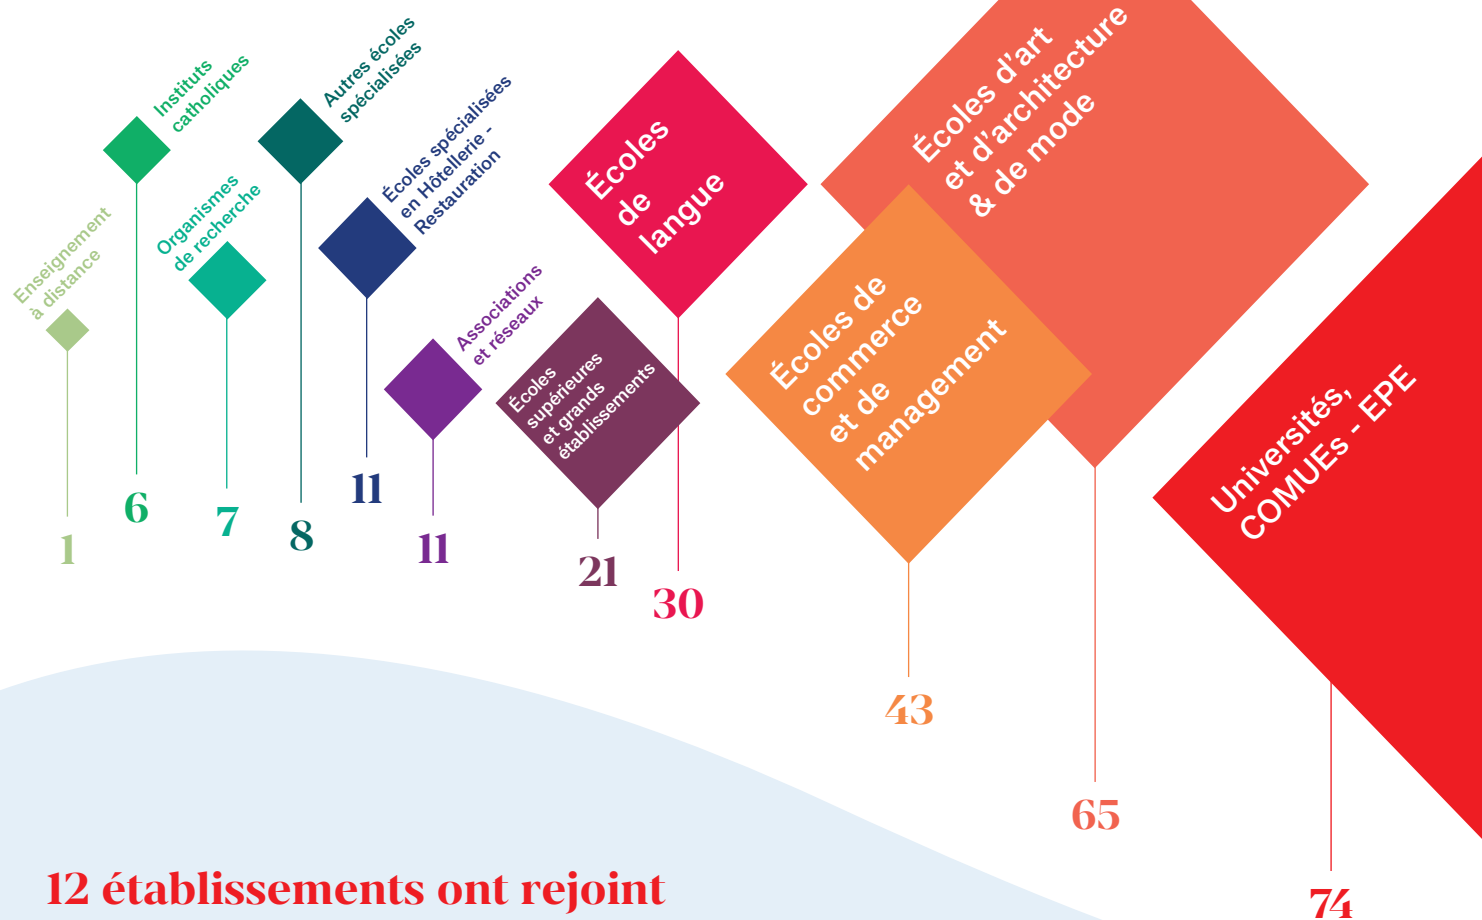 Enseignement
à distance
1
Instituts
catholiques
6
Organismes
de recherche
7
Autres écoles
spécialisées
8
Écoles spécialisées
en Hôtellerie -
Restauration
11
Associations
et réseaux
11
Écoles
supérieures
et grands
établissements
21
Écoles
de
langue
30
Écoles de
commerce
et de
management
43
Écoles d'art
et d'architecture
& de mode
65
Universités,
COMUEs - EPE
74
12 établissements ont rejoint